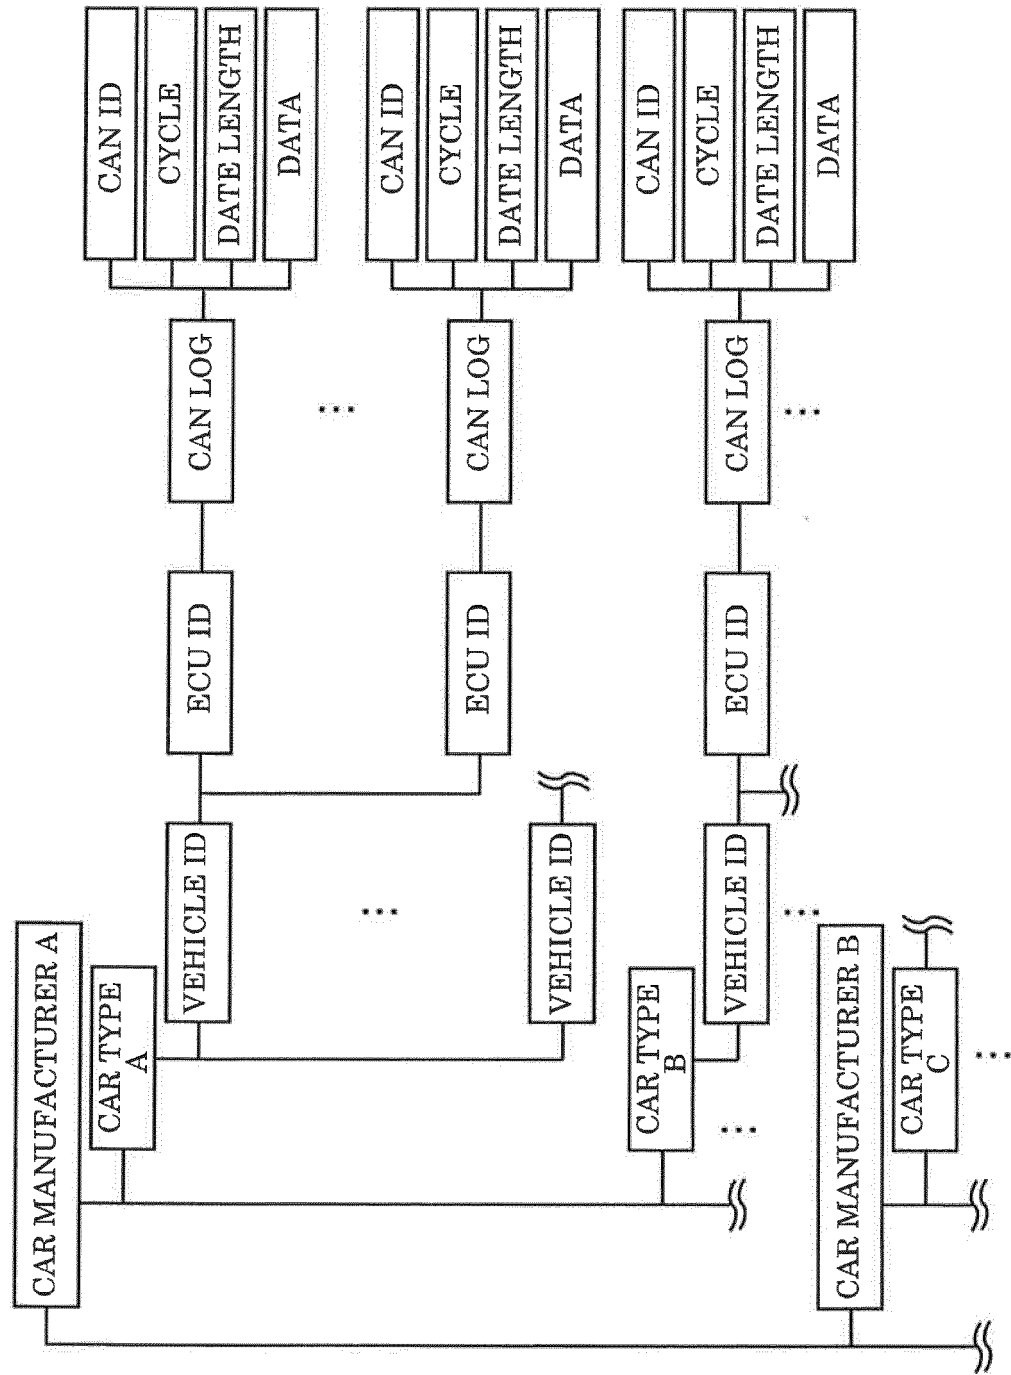 CAR MANUFACTURER A
CAR TYPE
A
VEHICLE ID
ECU ID
CAN LOG
CAN ID
CYCLE
DATE LENGTH
DATA
...
...
ECU ID
CAN LOG
CAN ID
CYCLE
DATE LENGTH
DATA
VEHICLE ID
CAR TYPE
B
VEHICLE ID
ECU ID
CAN LOG
CAN ID
CYCLE
DATE LENGTH
DATA
...
...
...
CAR MANUFACTURER B
CAR TYPE
C
...